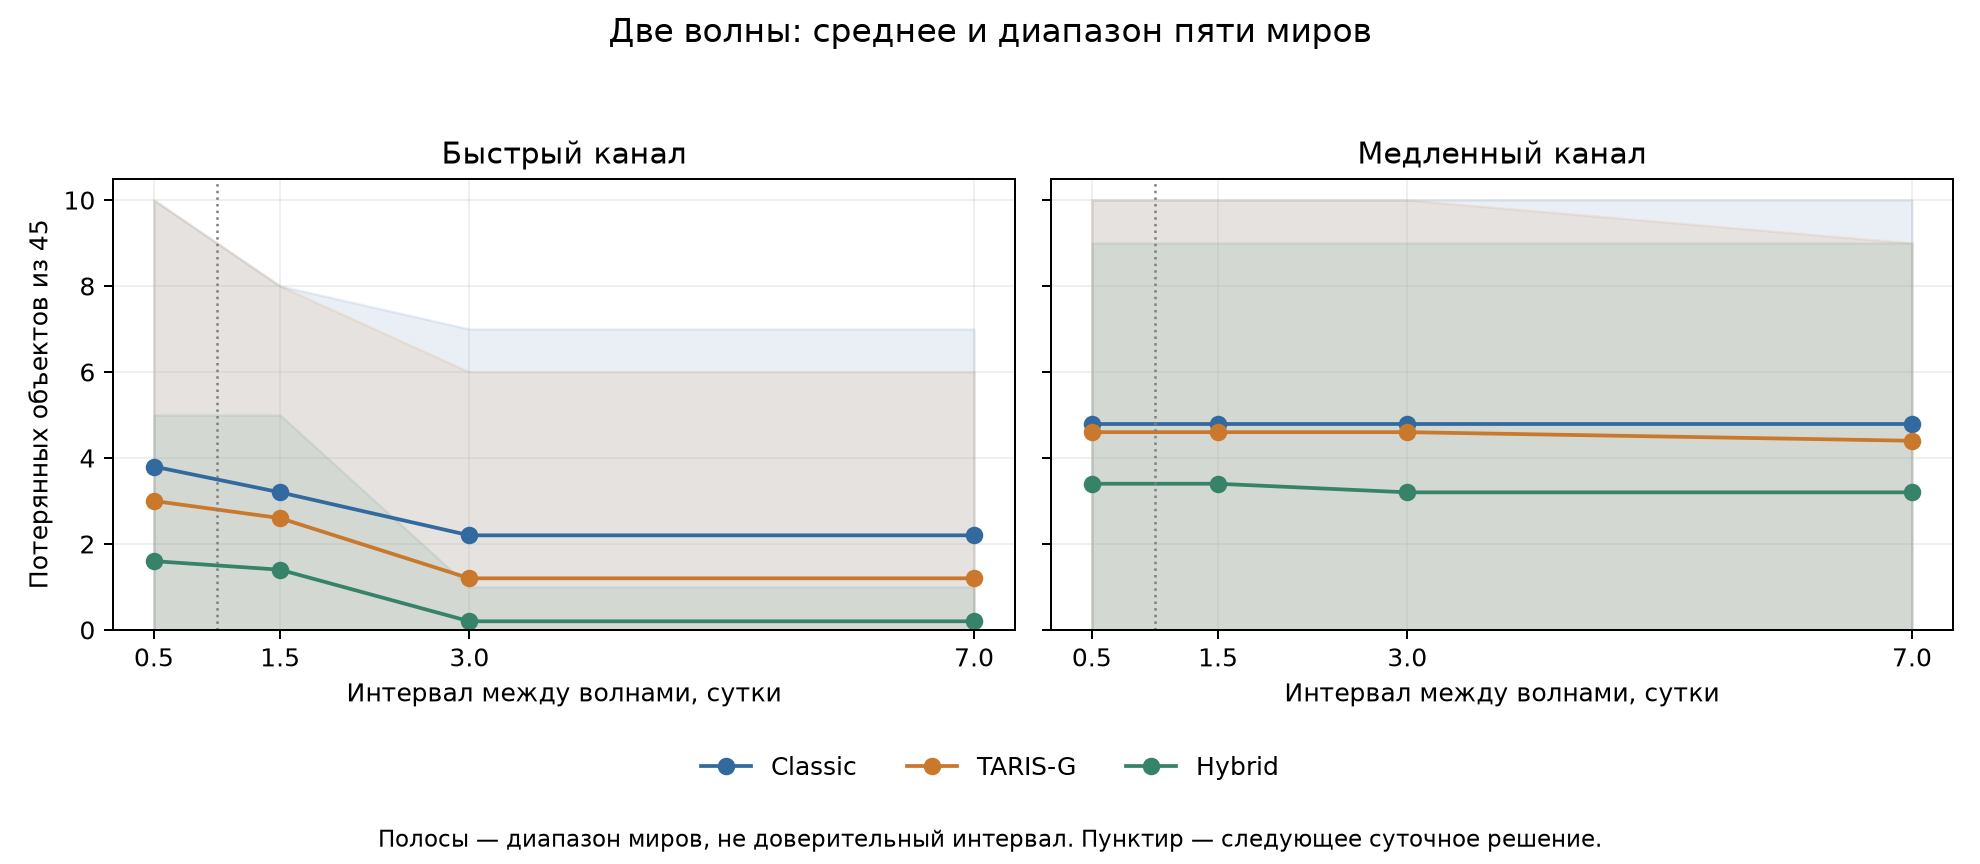 Две волны: среднее и диапазон пяти миров
Быстрый канал
Медленный канал
Потерянных объектов из 45
10
8
6
4
2
0
0.5 1.5 3.0 7.0
0.5 1.5 3.0 7.0
Интервал между волнами, сутки
Интервал между волнами, сутки
Classic TARIS-G Hybrid
Полосы — диапазон миров, не доверительный интервал. Пунктир — следующее суточное решение.